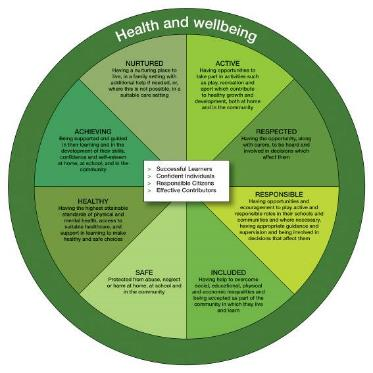 Health and wellbeing
NURTURED
Having a nurturing place to
live, in a family setting with
additional help if needed, or,
where this is not possible, in a
suitable care setting
ACTIVE
Having opportunities to
take part in activities such
as play, recreation and
sport which contribute
to healthy growth and
development, both at home
and in the community
RESPECTED
Having the opportunity, along
with carers, to be heard and
involved in decisions which
affect them
RESPONSIBLE
Having opportunities and
encouragement to play active and
responsible roles in their schools and
communities and where necessary,
having appropriate guidance and
supervision and being involved in
decisions that affect them
INCLUDED
Having help to overcome
social, educational, physical
and economic inequalities and
being accepted as part of the
community in which they live
and learn
SAFE
Protected from abuse, neglect
or home at home, at school and
in the community
HEALTHY
Having the highest attainable
standards of physical and
mental health, access to
suitable healthcare, and
support in learning to make
healthy and safe choices
ACHIEVING
Being supported and guided
in their learning and in the
development of their skills,
confidence and self-esteem
at home, at school, and in the
community
> Successful Learners
> Confident Individuals
> Responsible Citizens
> Effective Contributors